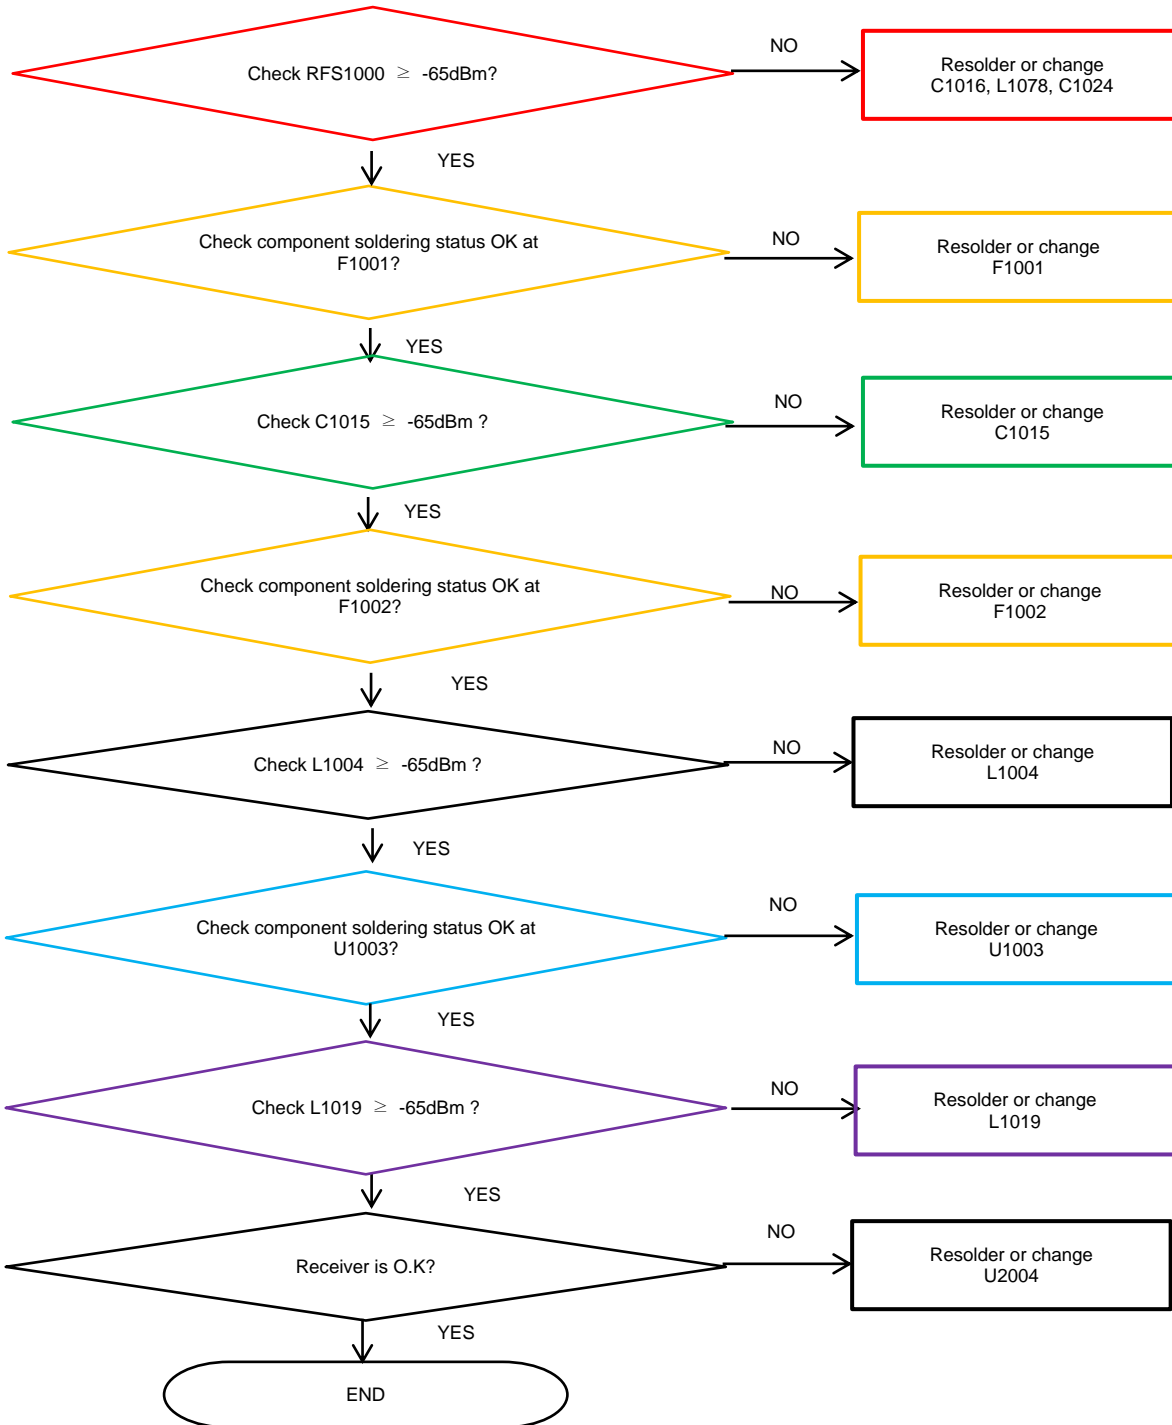 Check RFS1000 ≥ -65dBm?
NO
Resolder or change
C1016, L1078, C1024
YES
Check component soldering status OK at
F1001?
NO
Resolder or change
F1001
YES
Check C1015 ≥ -65dBm ?
NO
Resolder or change
C1015
YES
Check component soldering status OK at
F1002?
NO
Resolder or change
F1002
YES
Check L1004 ≥ -65dBm ?
NO
Resolder or change
L1004
YES
Check component soldering status OK at
U1003?
NO
Resolder or change
U1003
YES
Check L1019 ≥ -65dBm ?
NO
Resolder or change
L1019
YES
Receiver is O.K?
NO
Resolder or change
U2004
YES
END